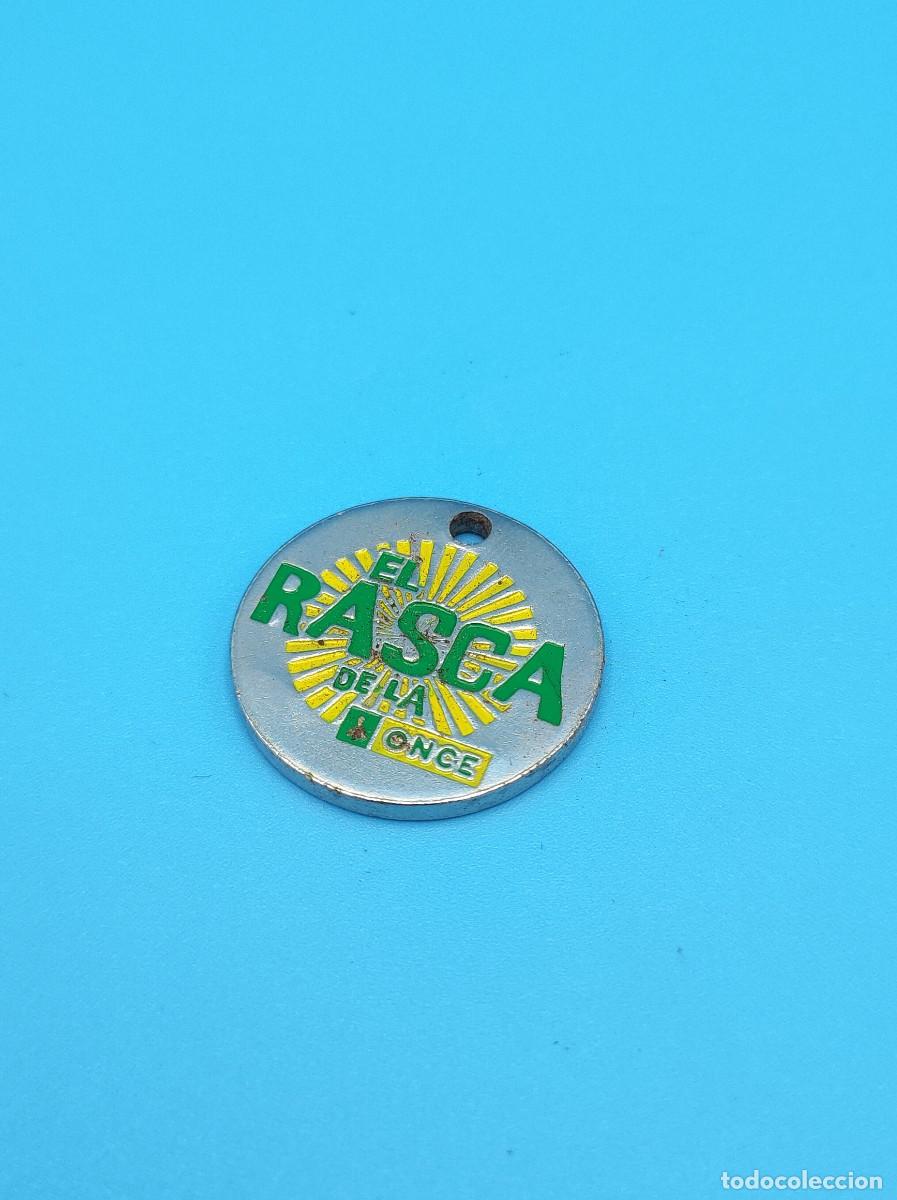 EL
RASCA
DE LA
ONCE
todocoleccion